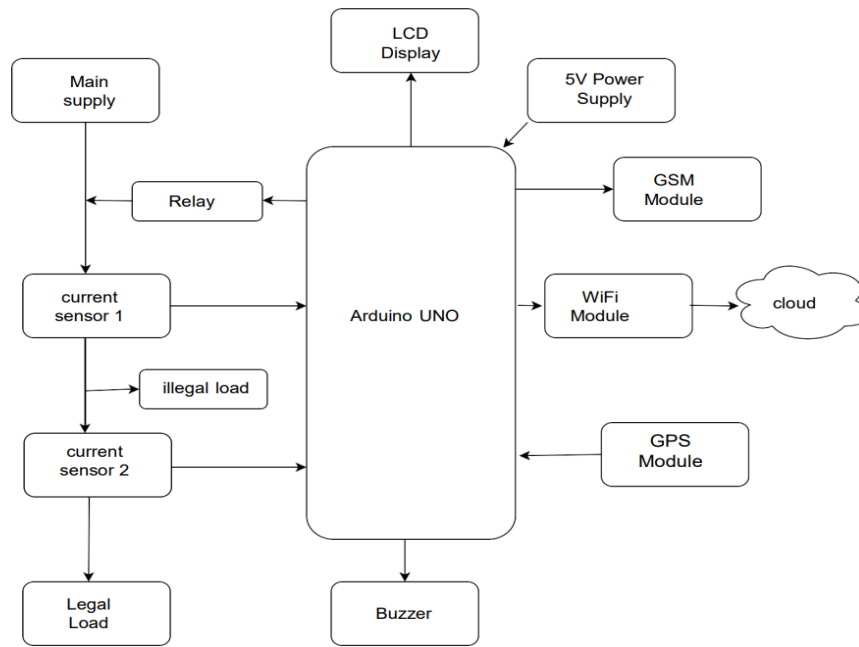 LCD
Display
Main
supply
5V Power
Supply
Relay
GSM
Module
current
sensor 1
Arduino UNO
WiFi
Module
cloud
illegal load
current
sensor 2
GPS
Module
Legal
Load
Buzzer